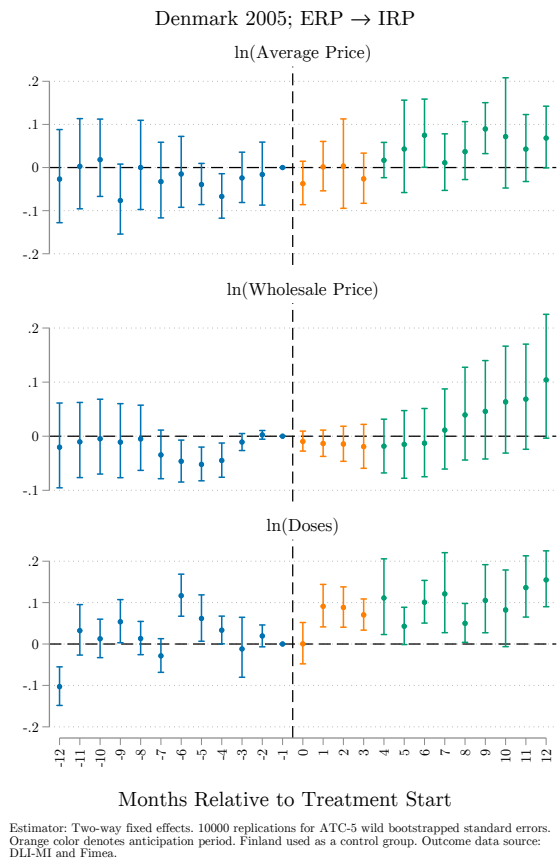 Denmark 2005; ERP → IRP
ln(Average Price)
.2
.1
0
-.1
-.2
ln(Wholesale Price)
.2
.1
0
-.1
ln(Doses)
.2
.1
0
-.1
-.2
-12 -11 -10 -9 -8 -7 -6 -5 -4 -3 -2 -1 0 1 2 3 4 5 6 7 8 9 10 11 12
Months Relative to Treatment Start
Estimator: Two-way fixed effects. 10000 replications for ATC-5 wild bootstrapped standard errors.
Orange color denotes anticipation period. Finland used as a control group. Outcome data source:
DLI-MI and Fimea.